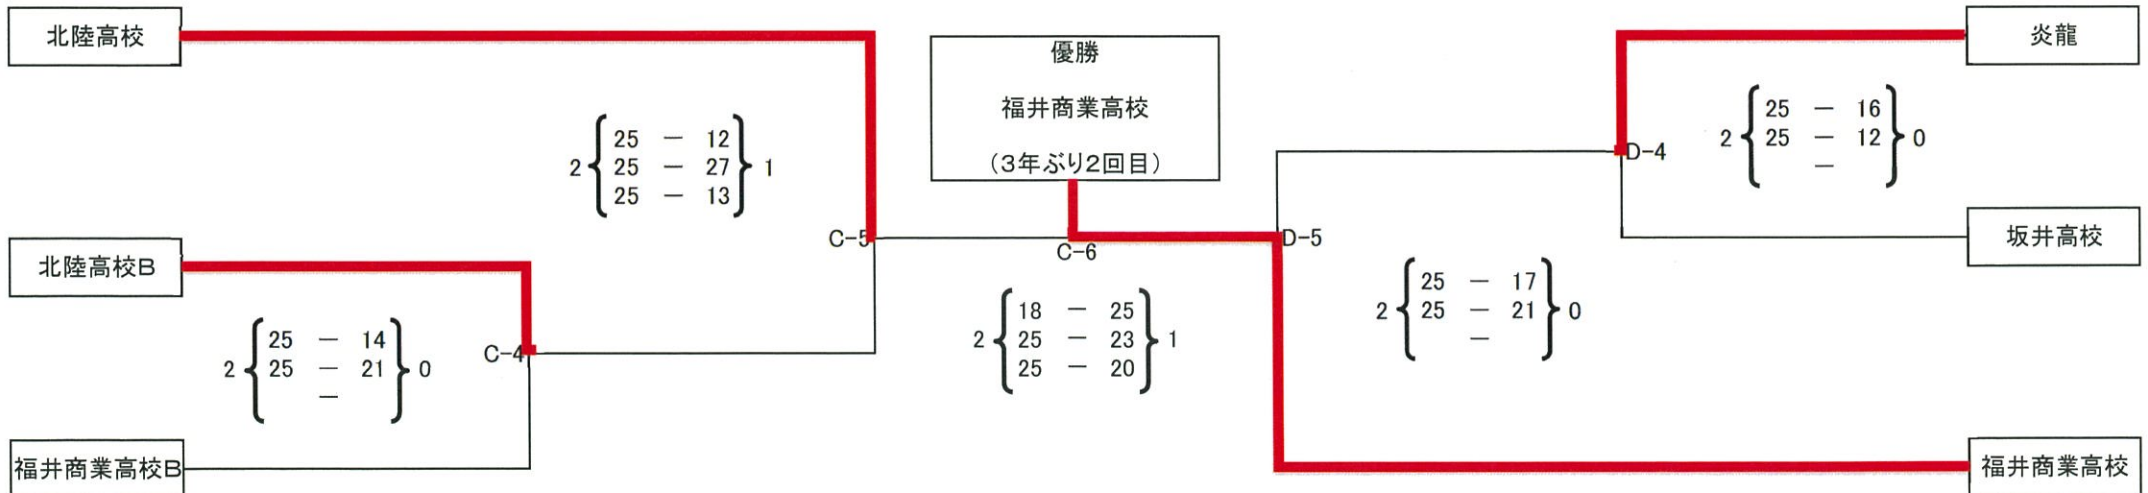 北陸高校
優勝
福井商業高校
（3年ぶり2回目）
炎龍
2 { 25 － 12
25 － 27
25 － 13 } 1
2 { 25 － 16
25 － 12
－ } 0
D-4
北陸高校B
C-5
C-6
D-5
坂井高校
2 { 25 － 14
25 － 21
－ } 0
C-4
2 { 18 － 25
25 － 23
25 － 20 } 1
2 { 25 － 17
25 － 21
－ } 0
福井商業高校B
福井商業高校